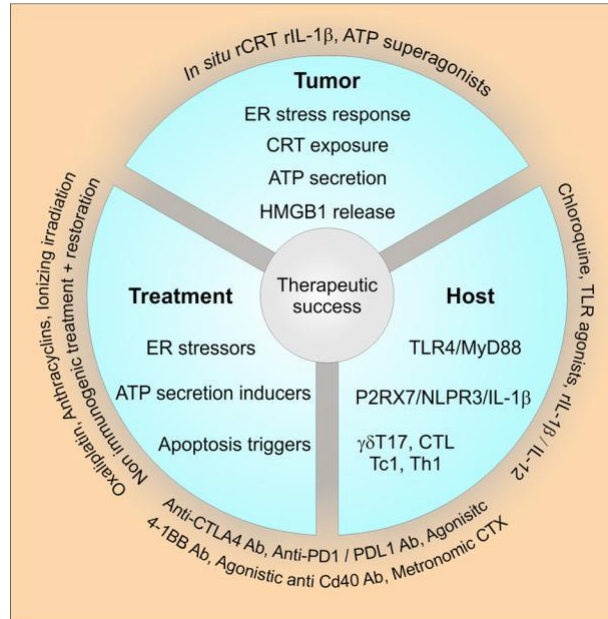 In situ rCRT rIL-1β, ATP superagonists
Tumor
ER stress response
CRT exposure
ATP secretion
HMGB1 release
Therapeutic
success
Treatment
ER stressors
ATP secretion inducers
Apoptosis triggers
Host
TLR4/MyD88
P2RX7/NLPR3/IL-1β
γδT17, CTL
Tc1, Th1
Oxaliplatin, Anthracyclins, Ionizing irradiation
Non immunogenic treatment + restoration
Chloroquine, TLR agonists, rIL-1β / IL-12
Anti-CTLA4 Ab, Anti-PD1 / PDL1 Ab, Agonisitc
4-1BB Ab, Agonistic anti Cd40 Ab, Metronomic CTX